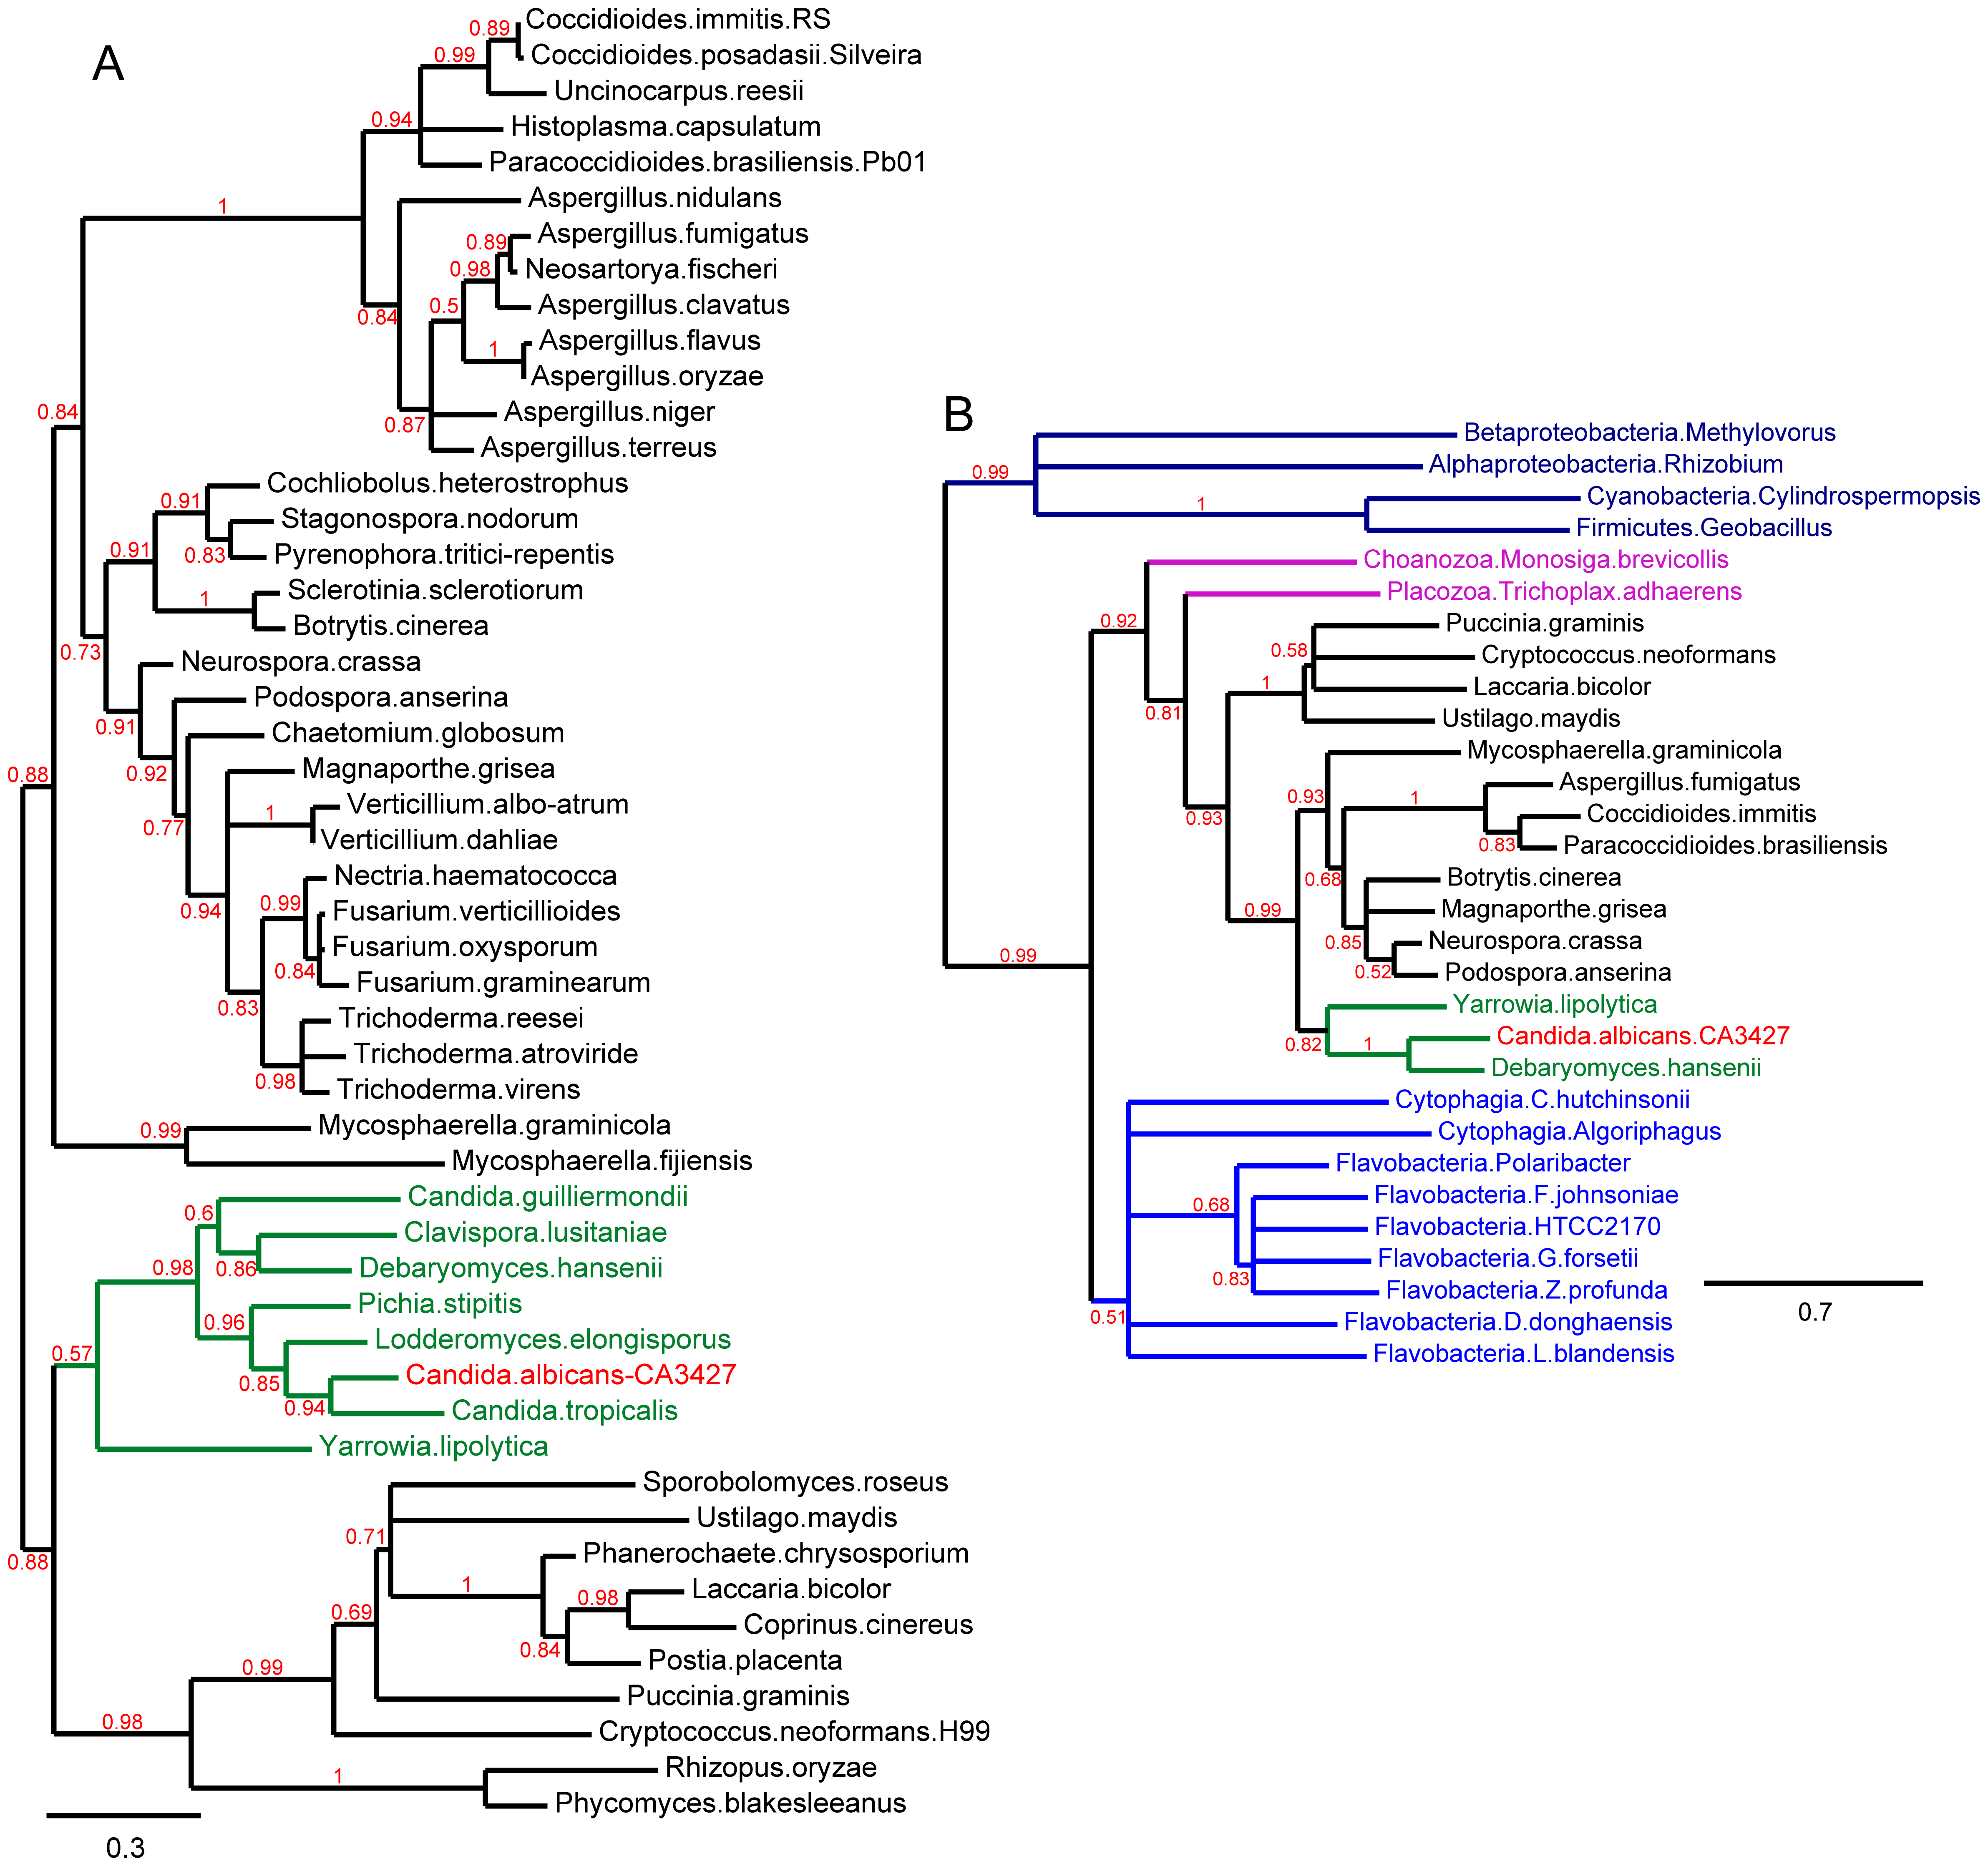 A
0.89
Coccidioides.immitis.RS
0.99
Coccidioides.posadasii.Silveira
Uncinocarpus.reesii
0.94
Histoplasma.capsulatum
Paracoccidioides.brasiliensis.Pb01
1
Aspergillus.nidulans
0.89
Aspergillus.fumigatus
0.98
Neosartorya.fischeri
0.5
Aspergillus.clavatus
0.84
1
Aspergillus.flavus
Aspergillus.oryzae
0.84
0.87
Aspergillus.niger
Aspergillus.terreus
Cochliobolus.heterostrophus
0.91
Stagonospora.nodorum
0.91
0.83
Pyrenophora.tritici-repentis
1
Sclerotinia.sclerotiorum
Botrytis.cinerea
0.73
Neurospora.crassa
Podospora.anserina
0.91
Chaetomium.globosum
0.88
0.92
Magnaporthe.grisea
0.77
1
Verticillium.albo-atrum
Verticillium.dahliae
Nectria.haematococca
0.94
0.99
Fusarium.verticillioides
Fusarium.oxysporum
0.84
Fusarium.graminearum
0.83
Trichoderma.reesei
Trichoderma.atroviride
0.98
Trichoderma.virens
0.99
Mycosphaerella.graminicola
Mycosphaerella.fijiensis
0.6
Candida.guilliermondii
Clavispora.lusitaniae
0.98
0.86
Debaryomyces.hansenii
0.96
Pichia.stipitis
0.57
Lodderomyces.elongisporus
0.85
Candida.albicans-CA3427
0.94
Candida.tropicalis
Yarrowia.lipolytica
0.88
Sporobolomyces.roseus
0.71
Ustilago.maydis
Phanerochaete.chrysosporium
1
0.98
Laccaria.bicolor
0.69
Coprinus.cinereus
0.84
Postia.placenta
0.99
Puccinia.graminis
0.98
Cryptococcus.neoformans.H99
1
Rhizopus.oryzae
Phycomyces.blakesleeanus
0.3
B
Betaproteobacteria.Methylovorus
0.99
Alphaproteobacteria.Rhizobium
1
Cyanobacteria.Cylindrospermopsis
Firmicutes.Geobacillus
Choanozoa.Monosiga.brevicollis
Placozoa.Trichoplax.adhaerens
0.92
Puccinia.graminis
0.58
Cryptococcus.neoformans
1
Laccaria.bicolor
0.81
Ustilago.maydis
Mycosphaerella.graminicola
0.93
0.93
1
Aspergillus.fumigatus
Coccidioides.immitis
0.83
Paracoccidioides.brasiliensis
0.68
Botrytis.cinerea
0.99
Magnaporthe.grisea
0.85
Neurospora.crassa
0.99
0.52
Podospora.anserina
Yarrowia.lipolytica
0.82
1
Candida.albicans.CA3427
Debaryomyces.hansenii
Cytophagia.C.hutchinsonii
Cytophagia.Algoriphagus
Flavobacteria.Polaribacter
0.68
Flavobacteria.F.johnsoniae
Flavobacteria.HTCC2170
Flavobacteria.G.forsetii
0.83
Flavobacteria.Z.profunda
0.51
Flavobacteria.D.donghaensis
Flavobacteria.L.blandensis
0.7